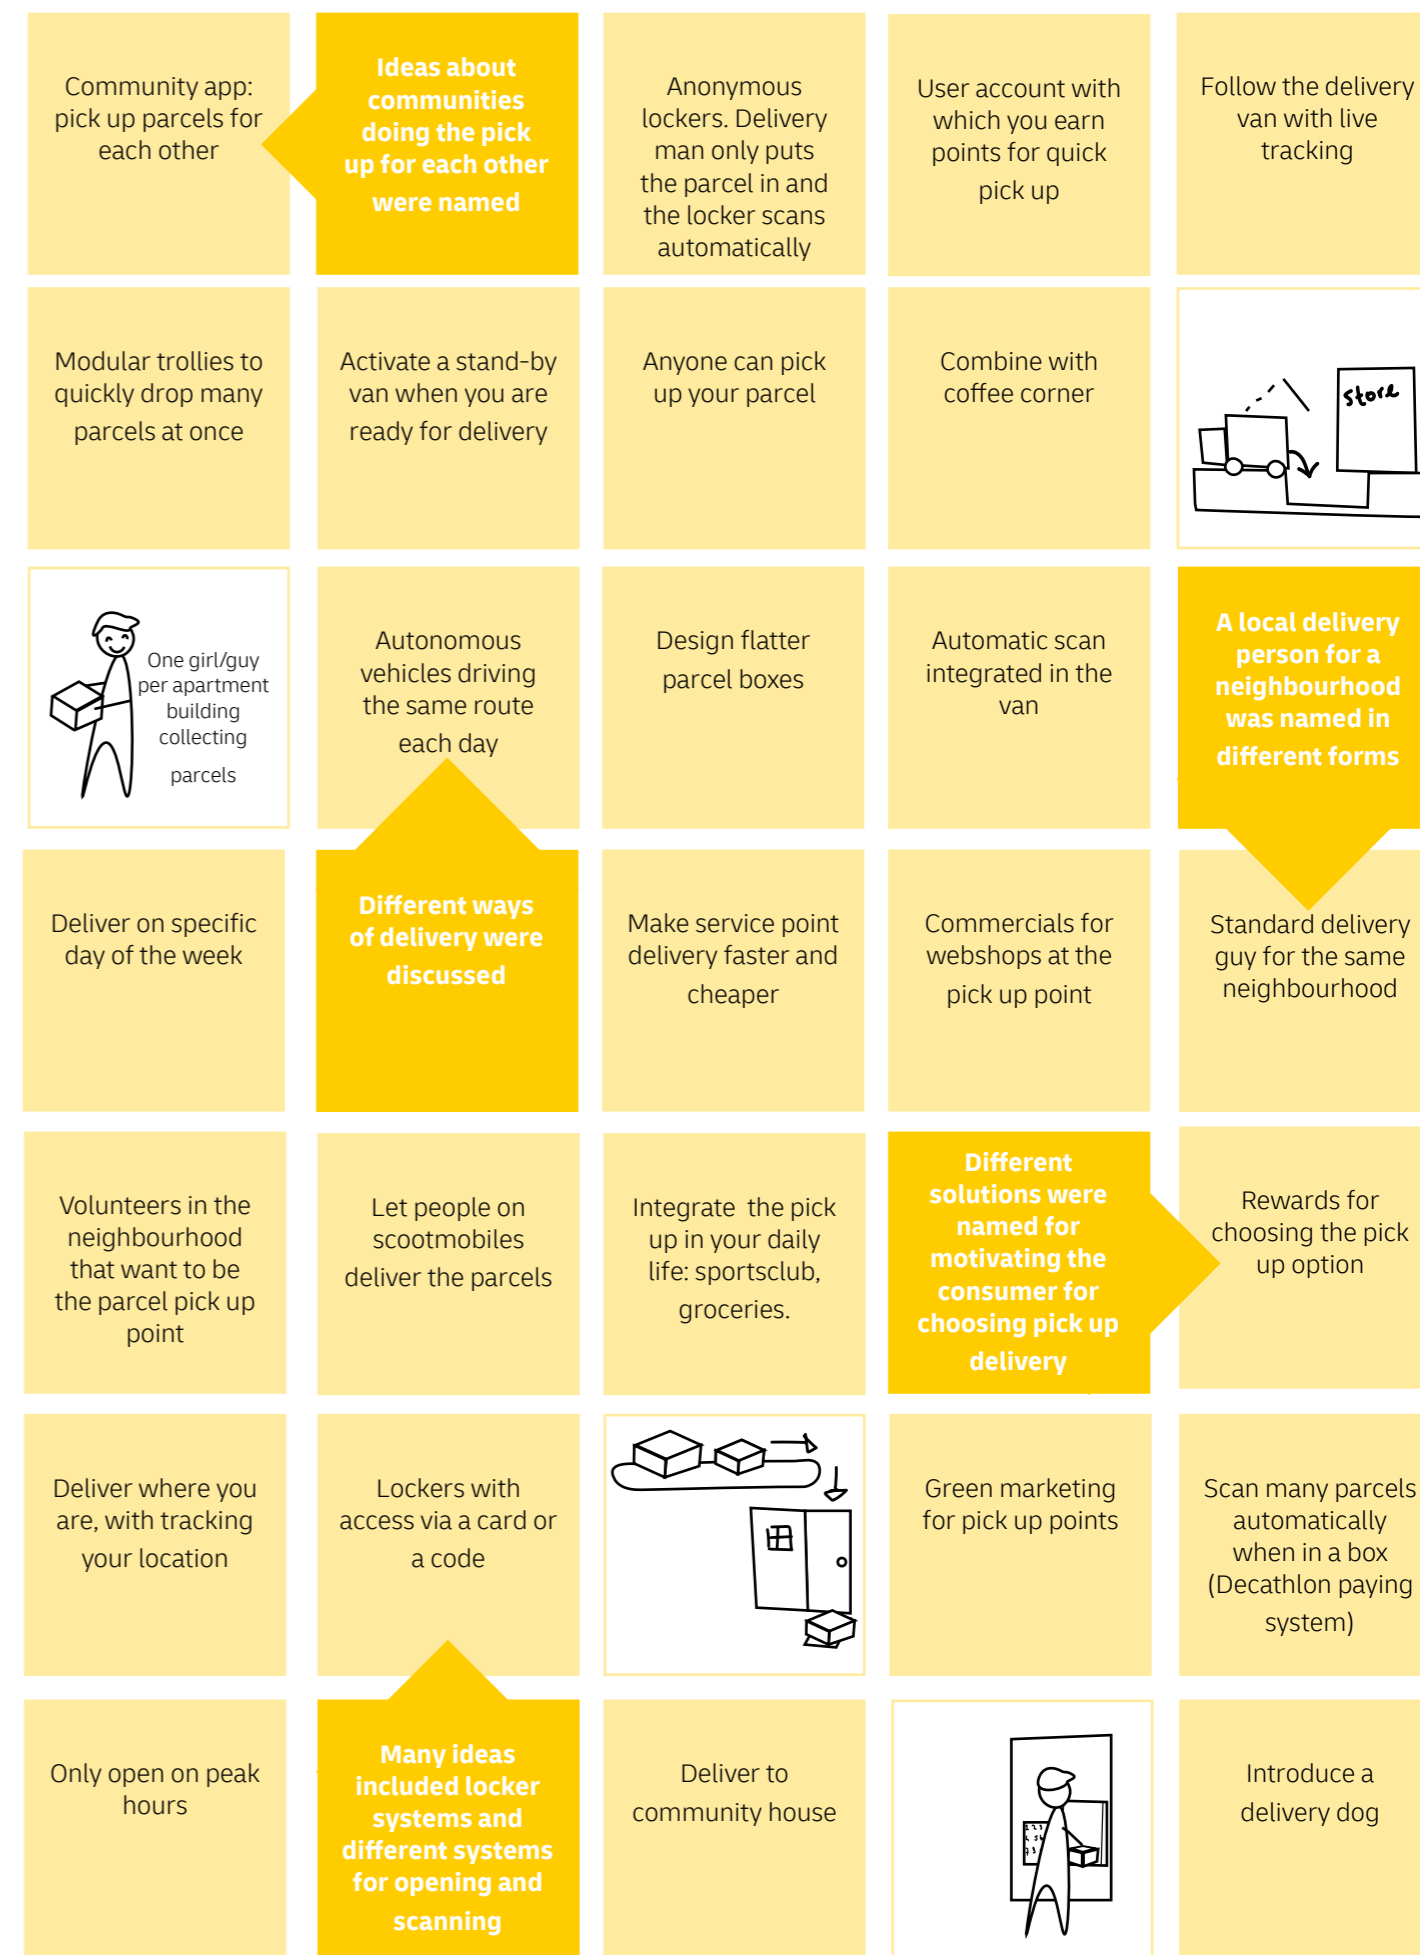 Community app:
pick up parcels for
each other
Ideas about
communities
doing the pick
up for each other
were named
Anonymous
lockers. Delivery
man only puts
the parcel in and
the locker scans
automatically
User account with
which you earn
points for quick
pick up
Follow the delivery
van with live
tracking
Modular trollies to
quickly drop many
parcels at once
Activate a stand-by
van when you are
ready for delivery
Anyone can pick
up your parcel
Combine with
coffee corner
store
One girl/guy
per apartment
building
collecting
parcels
Autonomous
vehicles driving
the same route
each day
Design flatter
parcel boxes
Automatic scan
integrated in the
van
A local delivery
person for a
neighbourhood
was named in
different forms
Deliver on specific
day of the week
Different ways
of delivery were
discussed
Make service point
delivery faster and
cheaper
Commercials for
webshops at the
pick up point
Standard delivery
guy for the same
neighbourhood
Volunteers in the
neighbourhood
that want to be
the parcel pick up
point
Let people on
scootmobiles
deliver the parcels
Integrate the pick
up in your daily
life: sportsclub,
groceries.
Different
solutions were
named for
motivating the
consumer for
choosing pick up
delivery
Rewards for
choosing the pick
up option
Deliver where you
are, with tracking
your location
Lockers with
access via a card or
a code
Green marketing
for pick up points
Scan many parcels
automatically
when in a box
(Decathlon paying
system)
Only open on peak
hours
Many ideas
included locker
systems and
different systems
for opening and
scanning
Deliver to
community house
Introduce a
delivery dog